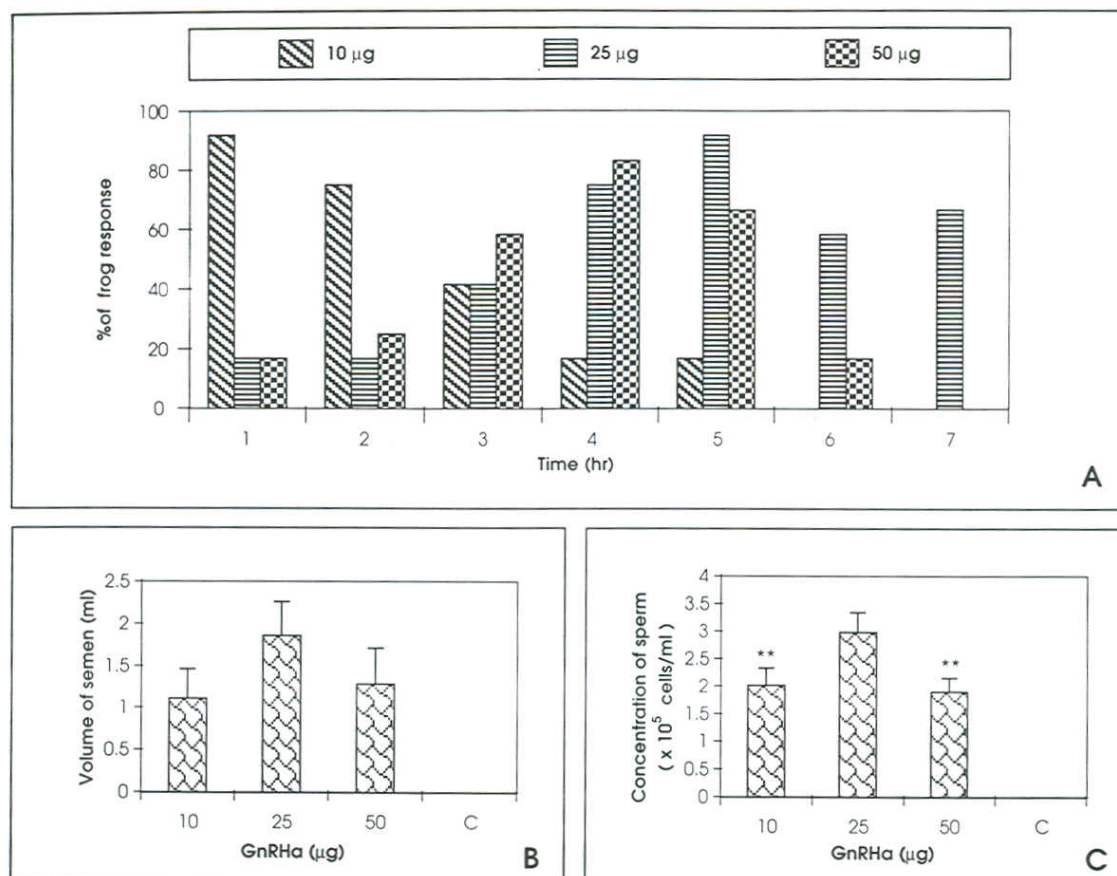 10 µg 25 µg 50 µg
%of frog response
100
80
60
40
20
0
1 2 3 4 5 6 7
Time (hr)
A
Volume of semen (ml)
2.5
2
1.5
1
0.5
0
10 25 50 C
GnRHa (µg)
B
Concentration of sperm
( x 10⁵ cells/ml )
4
3.5
3
2.5
2
1.5
1
0.5
0
** **
10 25 50 C
GnRHa (µg)
C